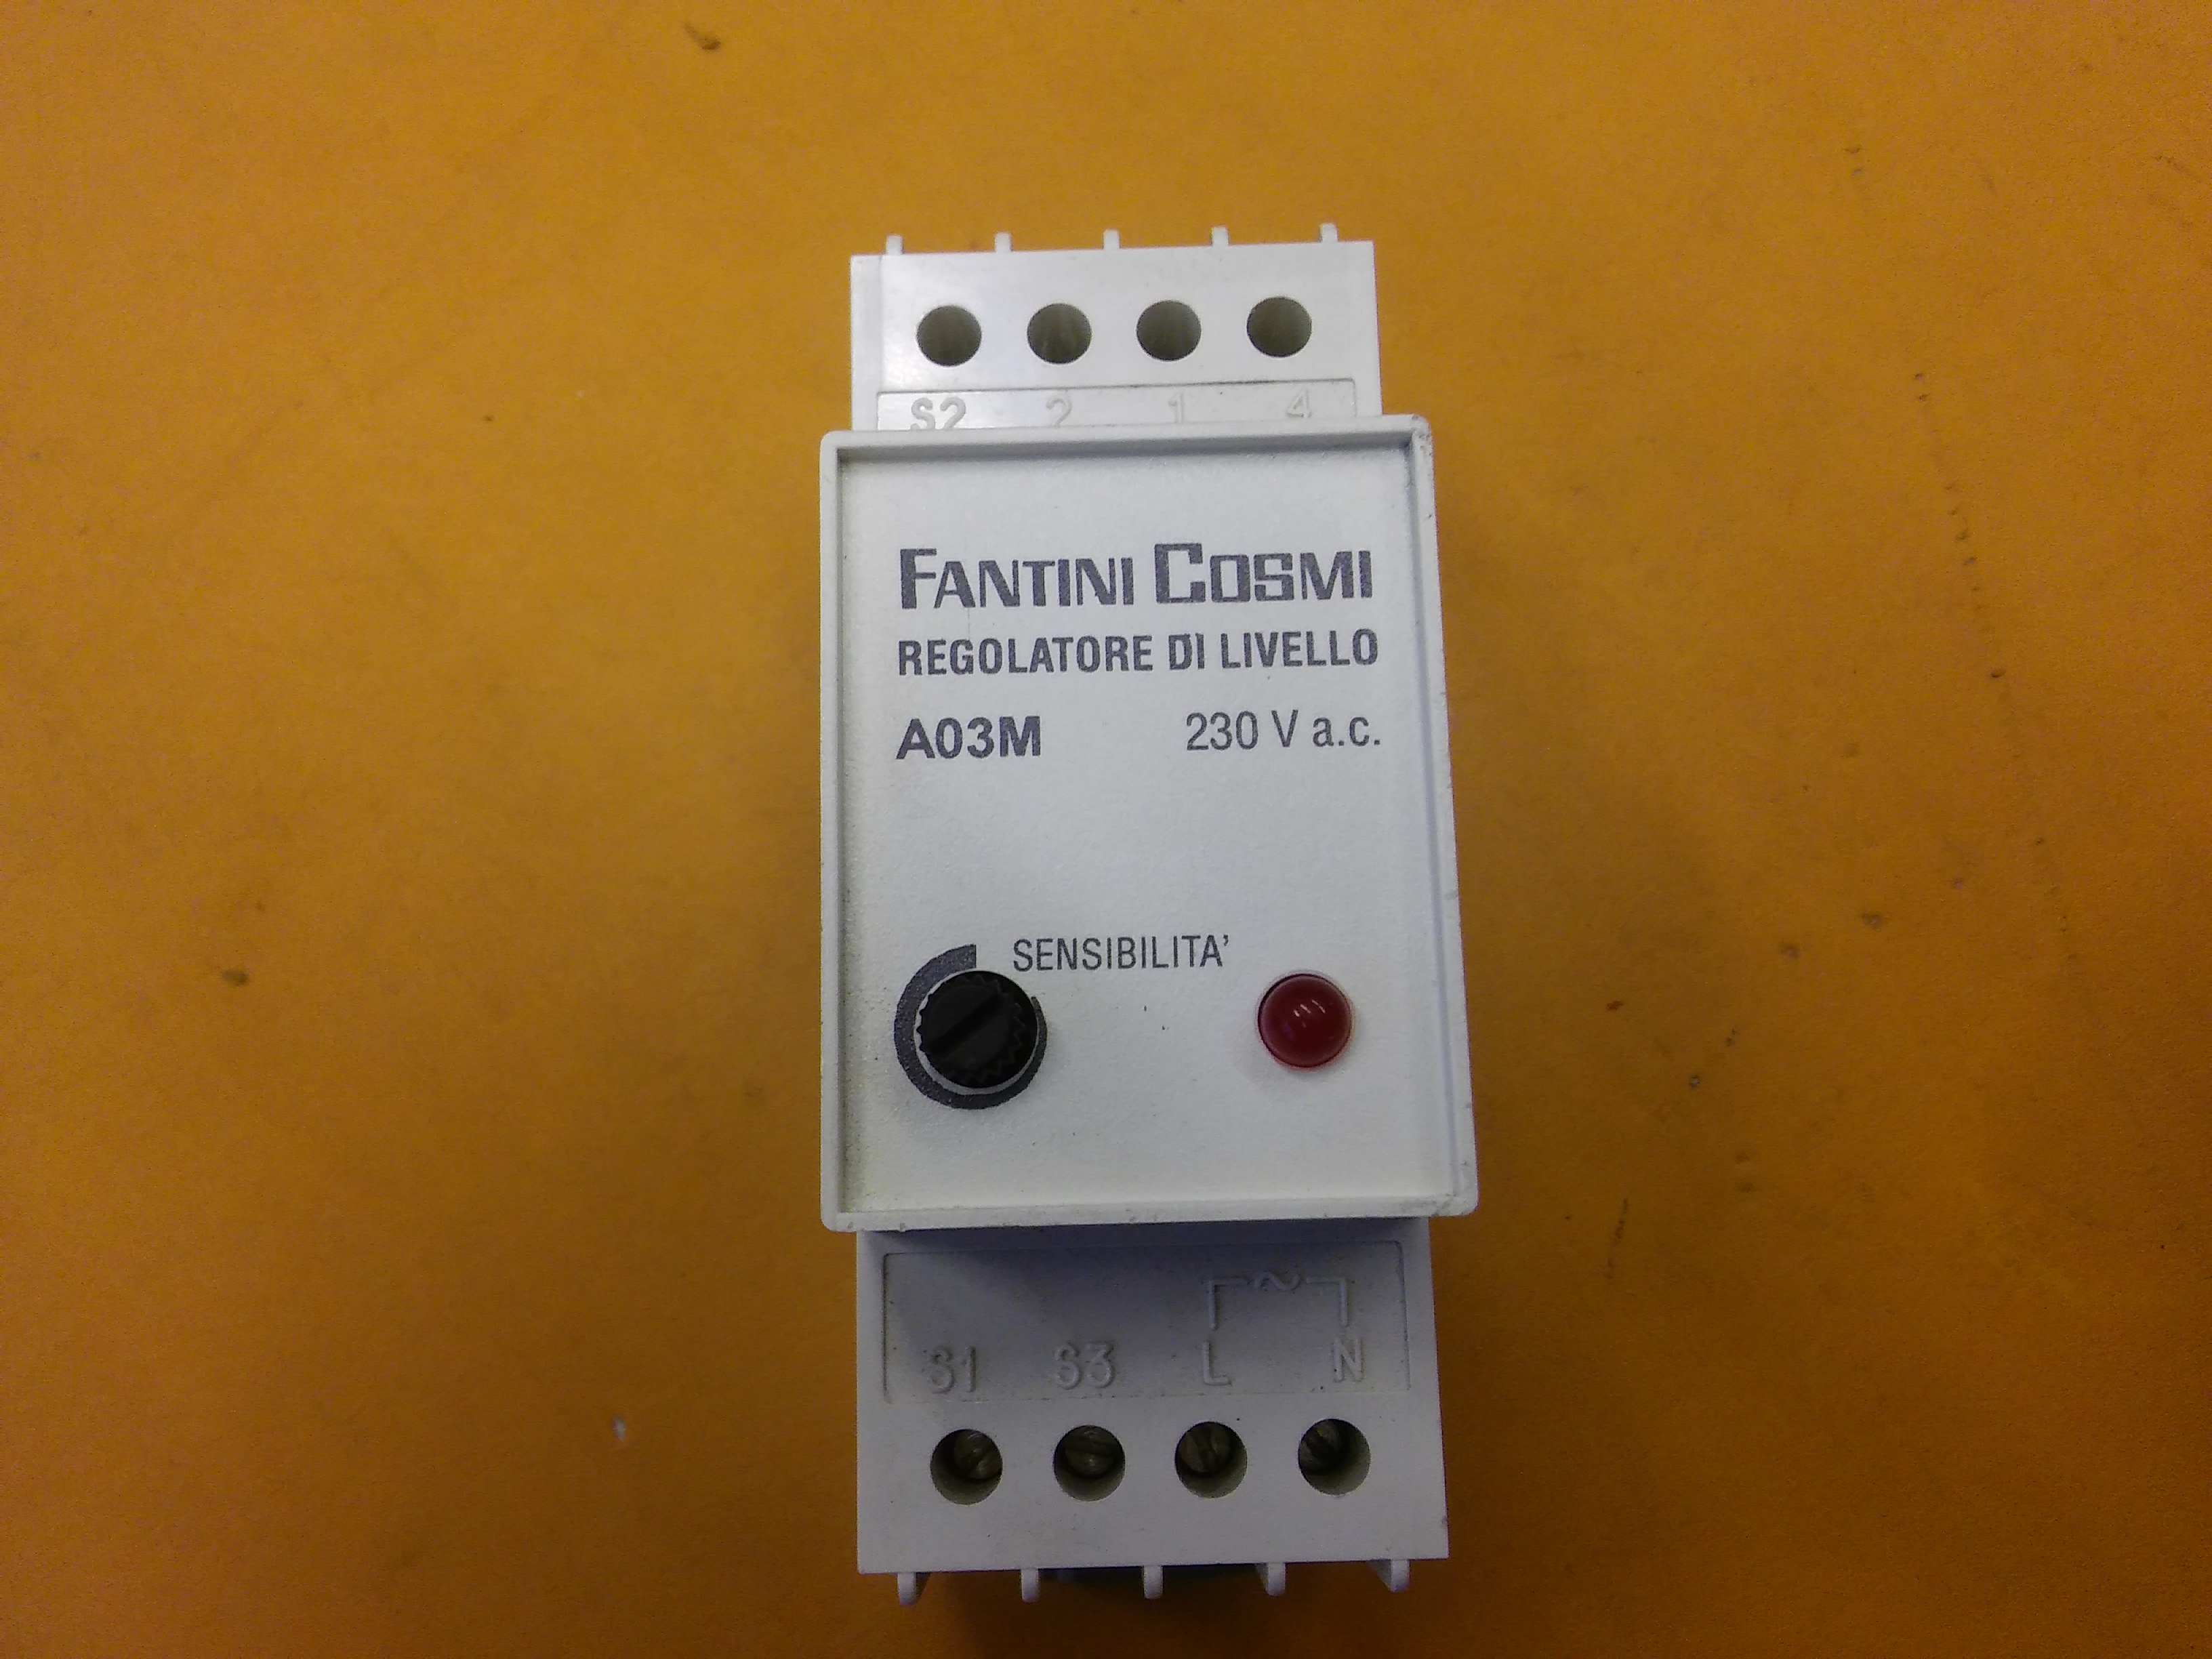 S2 2 1 4
FANTINI COSMI
REGOLATORE DI LIVELLO
A03M 230 V a.c.
SENSIBILITA'
~
S1 S3 L N